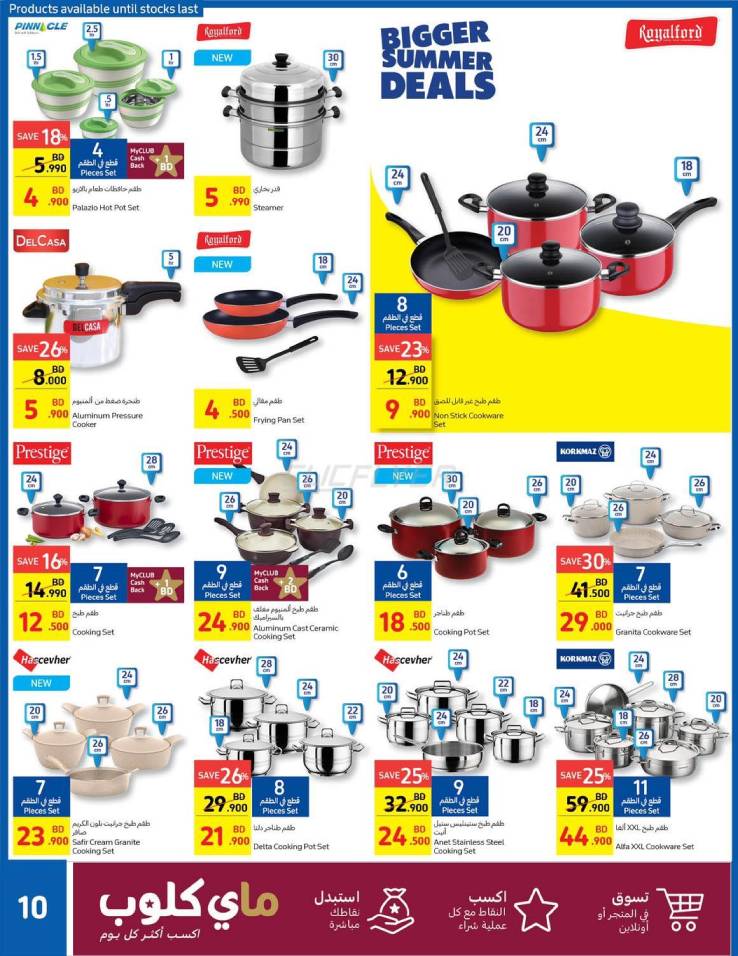 Products available until stocks last
PINNACLE
1.5 ltr
2.5 ltr
1 ltr
.5 ltr
SAVE 18%
BD 5.990
4 BD .900
4
قطع في الطقم
Pieces Set
MyCLUB Cash Back
+ 1 BD
طقم حافظات طعام بالازيو
Palazio Hot Pot Set
Royalford
NEW
30 cm
5 BD .990
قدر بخاري
Steamer
BIGGER
SUMMER
DEALS
Royalford
24 cm
24 cm
18 cm
20 cm
8
قطع في الطقم
Pieces Set
SAVE 23%
BD 12.900
9 BD .900
طقم طبخ غير قابل للصق
Non Stick Cookware
Set
DELCASA
5 ltr
DELCASA
SAVE 26%
BD 8.000
5 BD .900
طنجرة ضغط من ألمنيوم
Aluminum Pressure
Cooker
Royalford
NEW
18 cm
24 cm
4 BD .500
طقم مقالي
Frying Pan Set
Prestige
24 cm
28 cm
SAVE 16%
BD 14.990
12 BD .500
7
قطع في الطقم
Pieces Set
MyCLUB Cash Back
+ 1 BD
طقم طبخ
Cooking Set
Prestige
NEW
24 cm
26 cm
20 cm
26 cm
9
قطع في الطقم
Pieces Set
MyCLUB Cash Back
+ 2 BD
24 BD .900
طقم طبخ ألمنيوم مغلف
بالسيراميك
Aluminum Cast Ceramic
Cooking Set
Prestige
NEW
30 cm
26 cm
20 cm
6
قطع في الطقم
Pieces Set
18 BD .500
طقم طناجر
Cooking Pot Set
KORKMAZ
24 cm
20 cm
26 cm
26 cm
SAVE 30%
BD 41.500
29 BD .000
7
قطع في الطقم
Pieces Set
طقم طبخ جرانيت
Granita Cookware Set
Hascevher
NEW
24 cm
20 cm
26 cm
26 cm
7
قطع في الطقم
Pieces Set
23 BD .900
طقم طبخ جرانيت بلون الكريم
صافر
Safir Cream Granite
Cooking Set
Hascevher
28 cm
24 cm
18 cm
22 cm
SAVE 26%
BD 29.900
21 BD .900
8
قطع في الطقم
Pieces Set
طقم طناجر دلتا
Delta Cooking Pot Set
Hascevher
24 cm
20 cm
22 cm
24 cm
18 cm
SAVE 25%
BD 32.900
24 BD .500
9
قطع في الطقم
Pieces Set
طقم طبخ ستينليس ستيل
أنيت
Anet Stainless Steel
Cooking Set
KORKMAZ
24 cm
24 cm
28 cm
20 cm
18 cm
26 cm
SAVE 25%
BD 59.900
44 BD .900
11
قطع في الطقم
Pieces Set
طقم طبخ XXL ألفا
Alfa XXL Cookware Set
10
ماي كلوب
اكسب أكثر كل يوم
استبدل
نقاطك
مباشرة
اكسب
النقاط مع كل
عملية شراء
تسوق
في المتجر أو
أونلاين